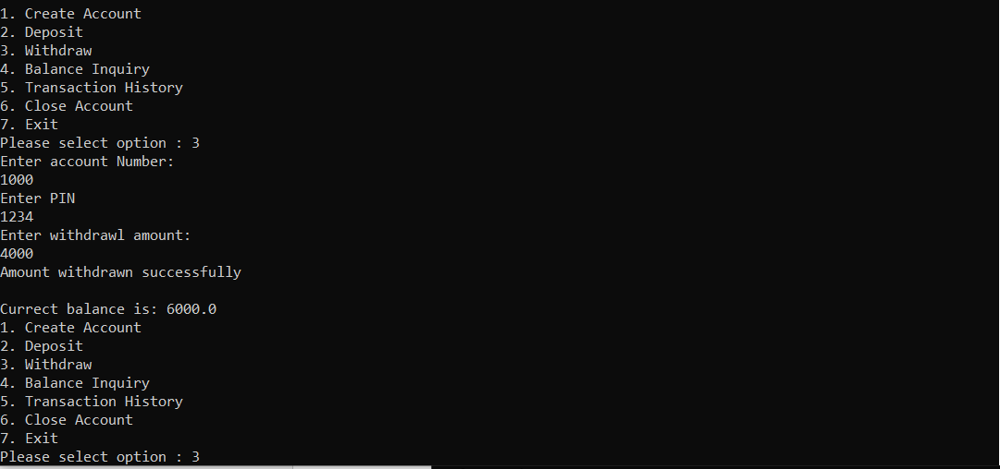 1. Create Account
2. Deposit
3. Withdraw
4. Balance Inquiry
5. Transaction History
6. Close Account
7. Exit
Please select option : 3
Enter account Number:
1000
Enter PIN
1234
Enter withdrawl amount:
4000
Amount withdrawn successfully
Currect balance is: 6000.0
1. Create Account
2. Deposit
3. Withdraw
4. Balance Inquiry
5. Transaction History
6. Close Account
7. Exit
Please select option : 3